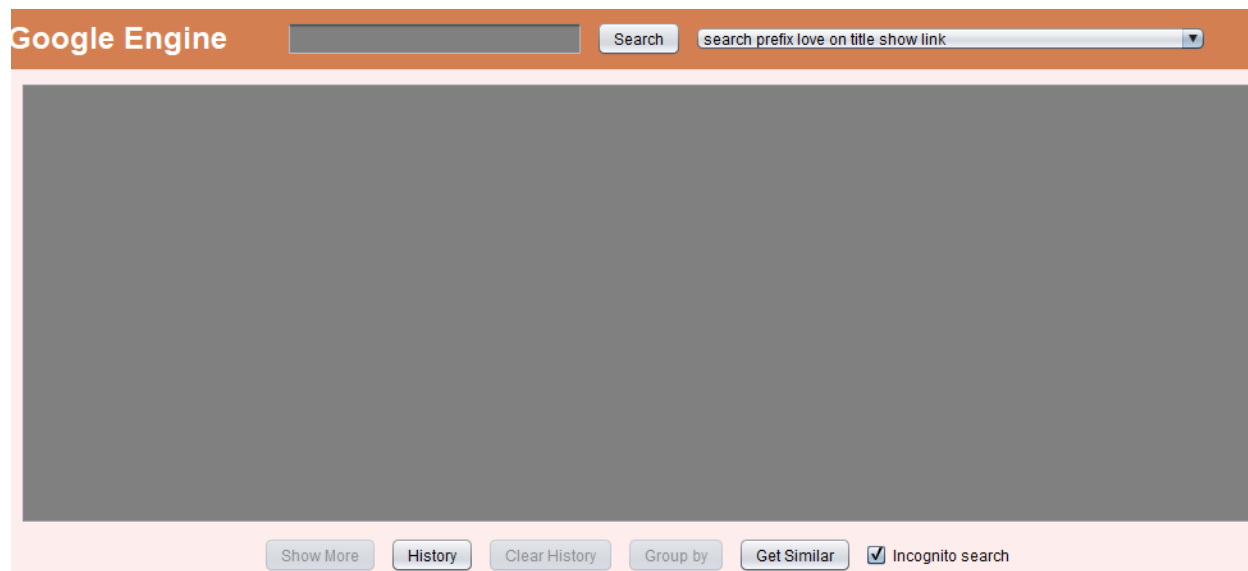 Google Engine Search search prefix love on title show link
Show More History Clear History Group by Get Similar Incognito search